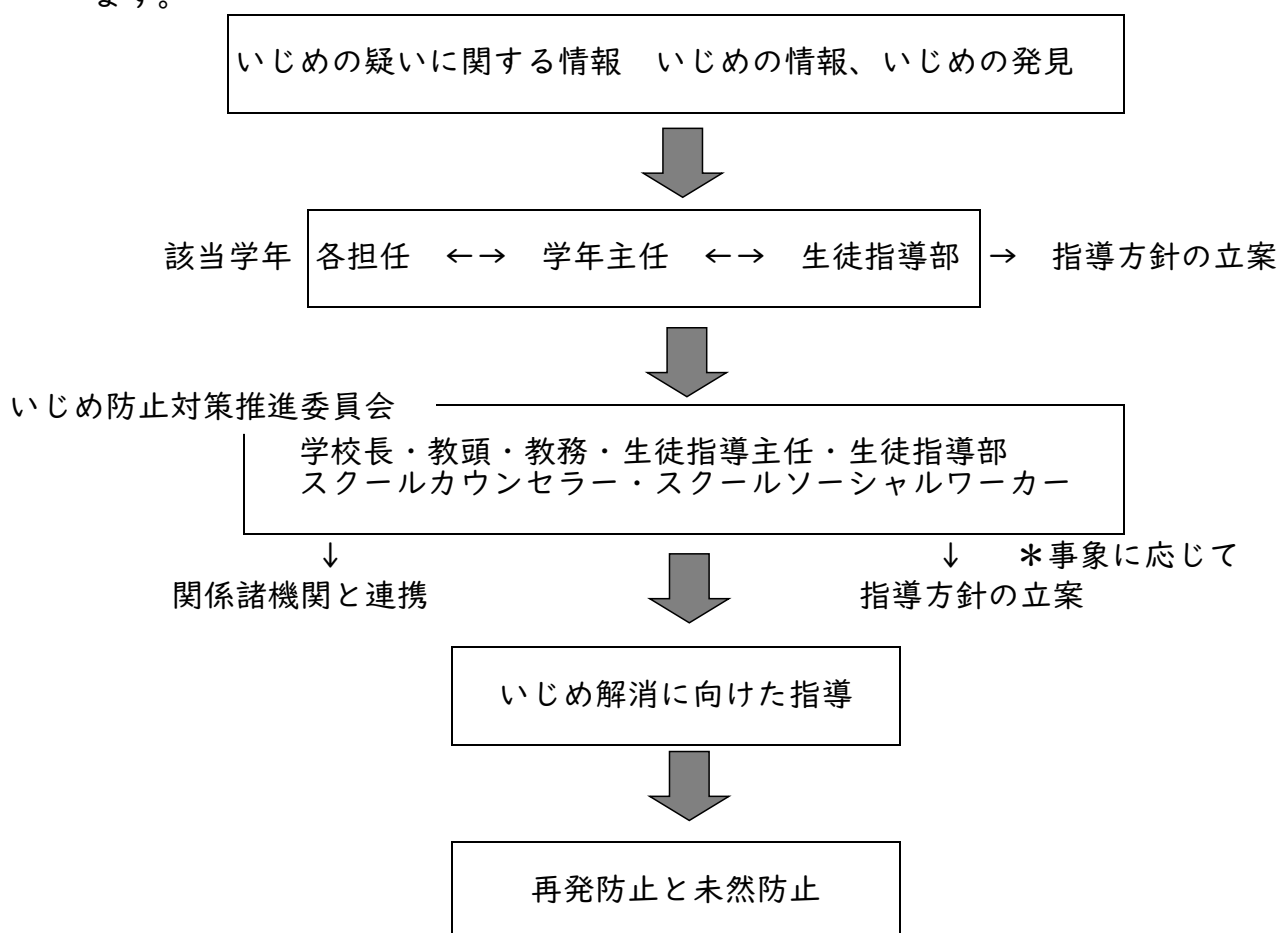 ます。
いじめの疑いに関する情報　いじめの情報、いじめの発見
該当学年 各担任　←→　学年主任　←→　生徒指導部 →　指導方針の立案
いじめ防止対策推進委員会
学校長・教頭・教務・生徒指導主任・生徒指導部
スクールカウンセラー・スクールソーシャルワーカー
↓　↓　＊事象に応じて
関係諸機関と連携　指導方針の立案
いじめ解消に向けた指導
再発防止と未然防止